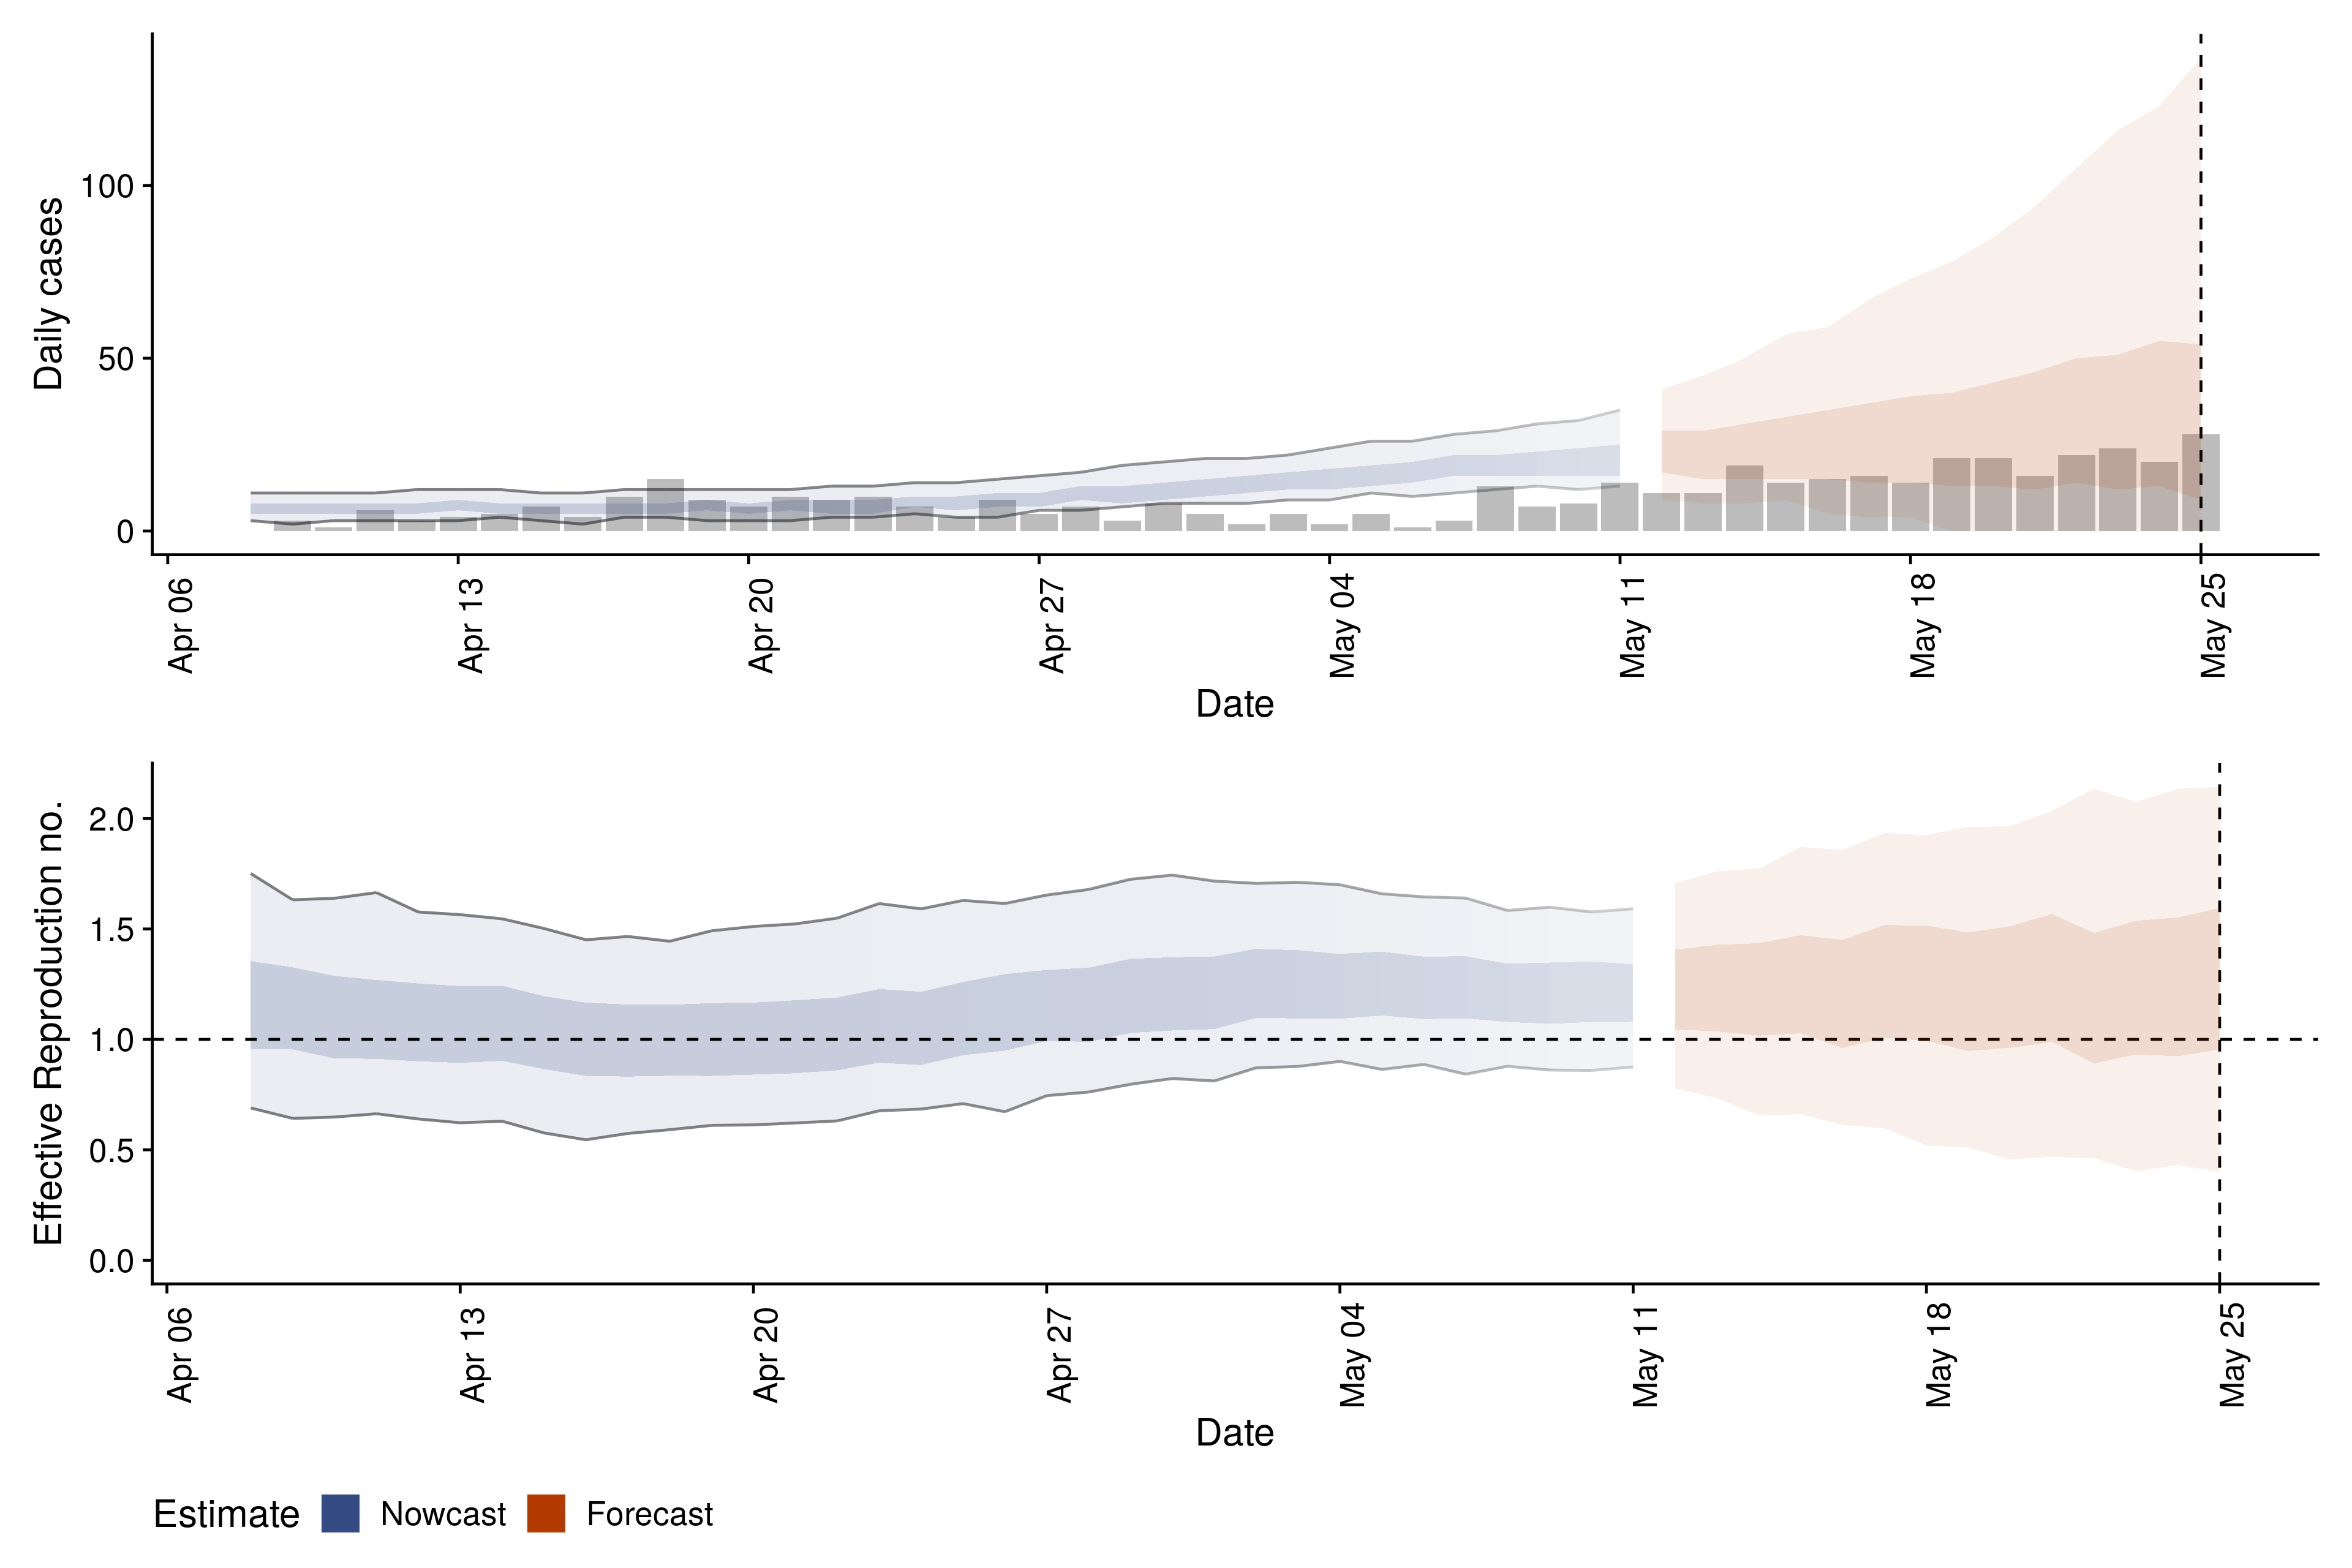 Daily cases
100
50
0
Apr 06
Apr 13
Apr 20
Apr 27
May 04
May 11
May 18
May 25
Date
Effective Reproduction no.
2.0
1.5
1.0
0.5
0.0
Apr 06
Apr 13
Apr 20
Apr 27
May 04
May 11
May 18
May 25
Date
Estimate Nowcast Forecast